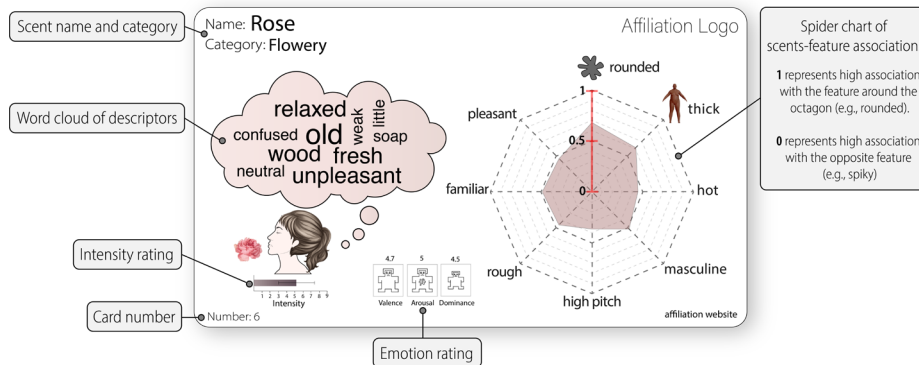 Scent name and category
Name: Rose
Category: Flowery
Affiliation Logo
Word cloud of descriptors
relaxed
weak
little
confused
old
soap
wood
fresh
neutral
unpleasant
Intensity rating
1 2 3 4 5 6 7 8 9
Intensity
Card number
Number: 6
4.7 5 4.5
Valence Arousal Dominance
Emotion rating
rounded
thick
hot
masculine
high pitch
rough
familiar
pleasant
1
0.5
0
affiliation website
Spider chart of
scents-feature association
1 represents high association
with the feature around the
octagon (e.g., rounded).
0 represents high association
with the opposite feature
(e.g., spiky)